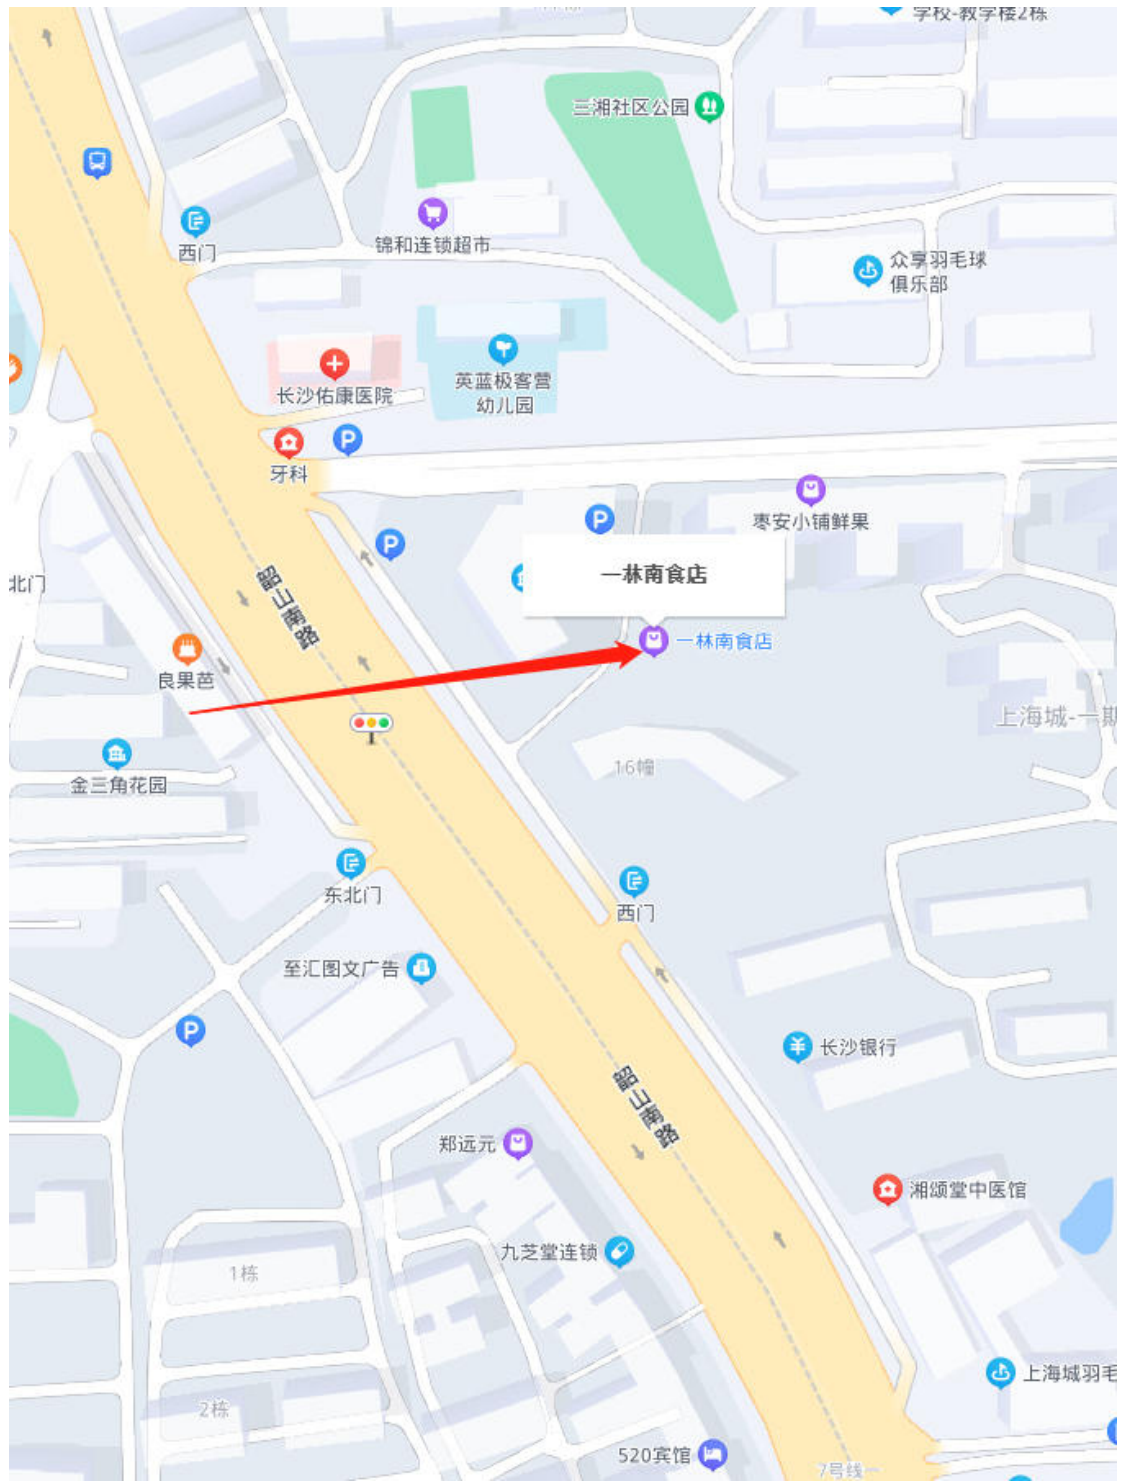 学校-教学楼2栋
三湘社区公园
西门
锦和连锁超市
众享羽毛球
俱乐部
长沙佑康医院
英蓝极客营
幼儿园
P
牙科
枣安小铺鲜果
P
P
一林南食店
北门
韶山南路
一林南食店
良果芭
上海城-一期
16幢
金三角花园
东北门
西门
至汇图文广告
P
长沙银行
韶山南路
郑远元
湘颂堂中医馆
九芝堂连锁
1栋
上海城羽毛
2栋
520宾馆
7号线一